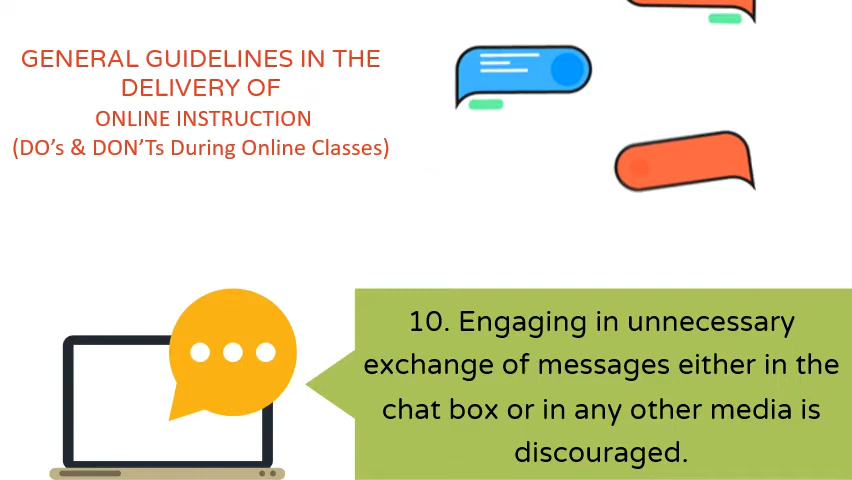 GENERAL GUIDELINES IN THE
DELIVERY OF
ONLINE INSTRUCTION
(DO's & DON'Ts During Online Classes)
10. Engaging in unnecessary
exchange of messages either in the
chat box or in any other media is
discouraged.